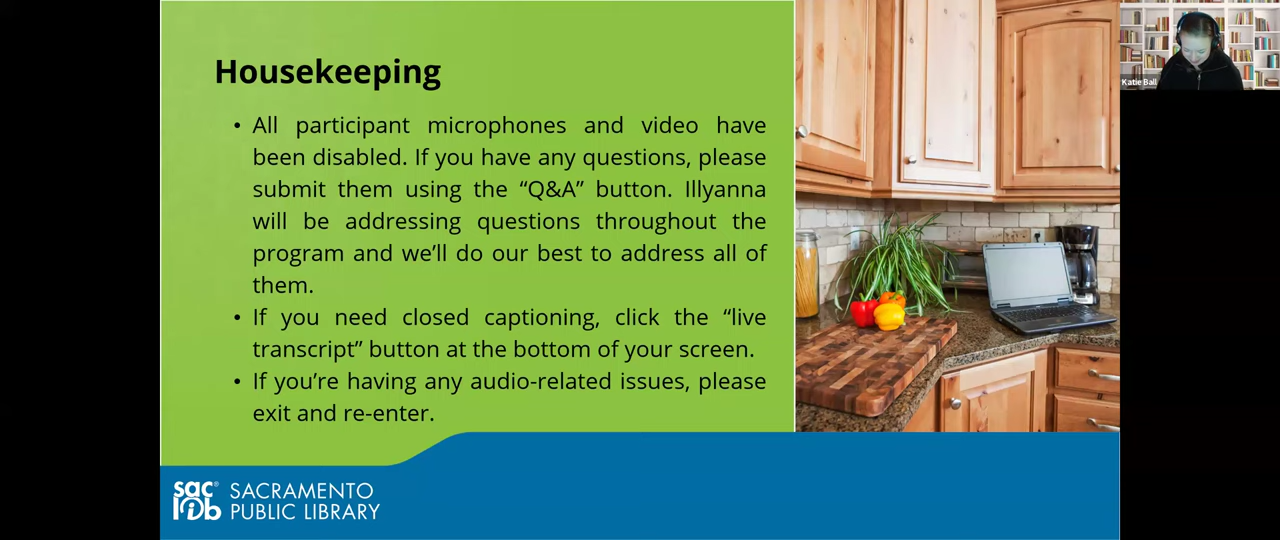 Housekeeping
• All participant microphones and video have
been disabled. If you have any questions, please
submit them using the “Q&A” button. Illyanna
will be addressing questions throughout the
program and we’ll do our best to address all of
them.
• If you need closed captioning, click the “live
transcript” button at the bottom of your screen.
• If you’re having any audio-related issues, please
exit and re-enter.
Katie Ball
sac
lib
SACRAMENTO
PUBLIC LIBRARY